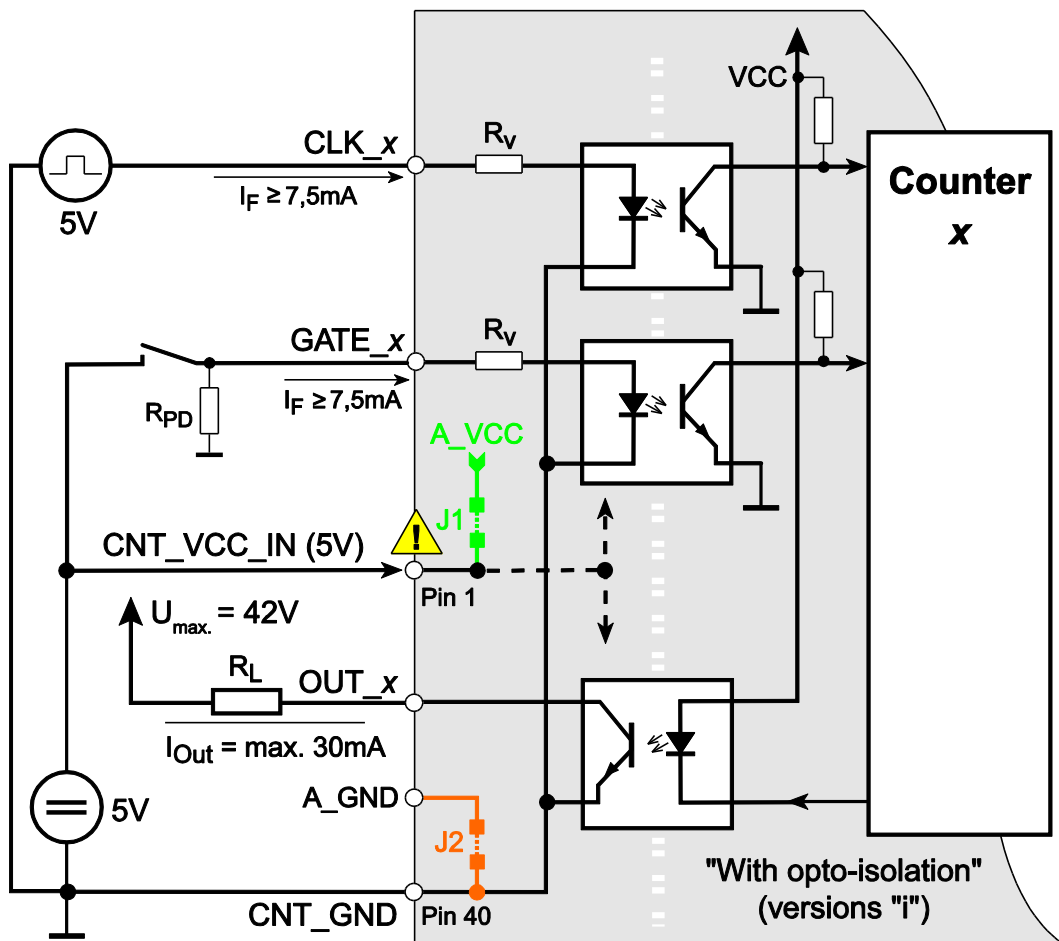 VCC
CLK_x
Rv
5V
IF ≥ 7,5mA
Counter
x
GATE_x
Rv
RPD
IF ≥ 7,5mA
A_VCC
J1
!
CNT_VCC_IN (5V)
Pin 1
Umax. = 42V
RL
OUT_x
IOut = max. 30mA
A_GND
5V
J2
"With opto-isolation"
(versions "i")
CNT_GND
Pin 40